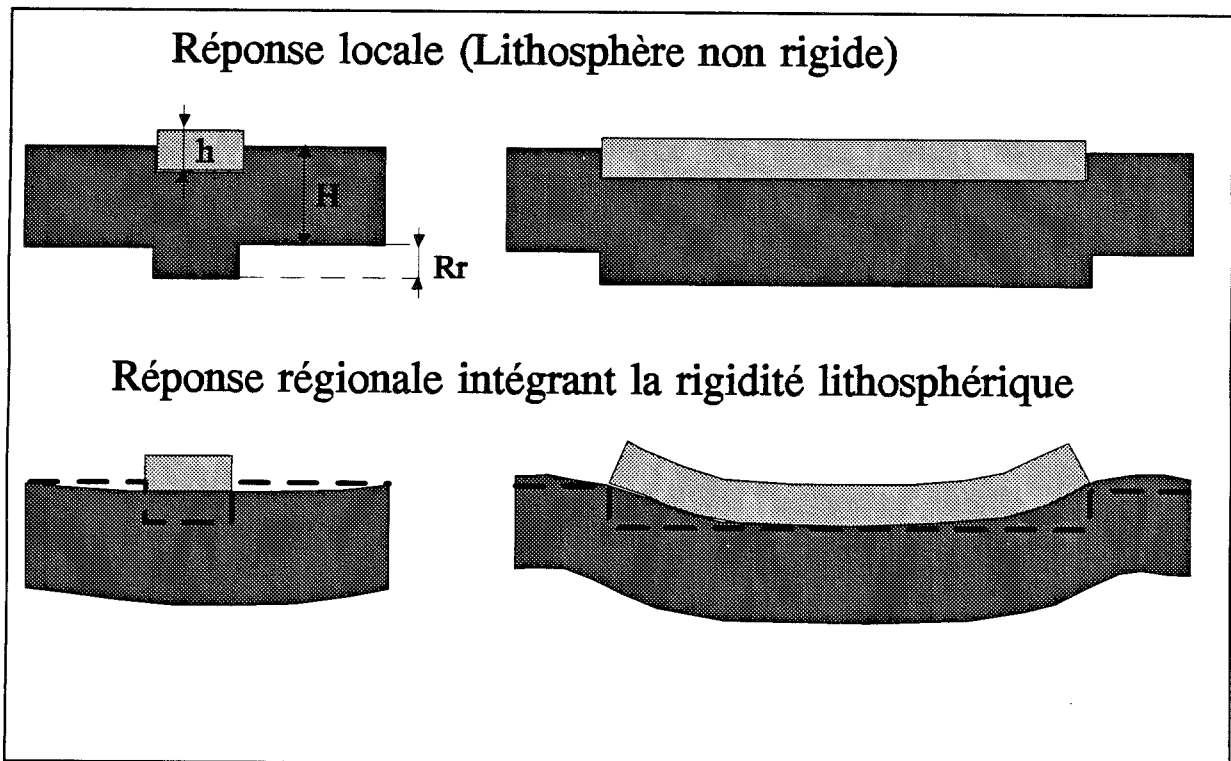 Réponse locale (Lithosphère non rigide)
h
H
Rr
Réponse régionale intégrant la rigidité lithosphérique